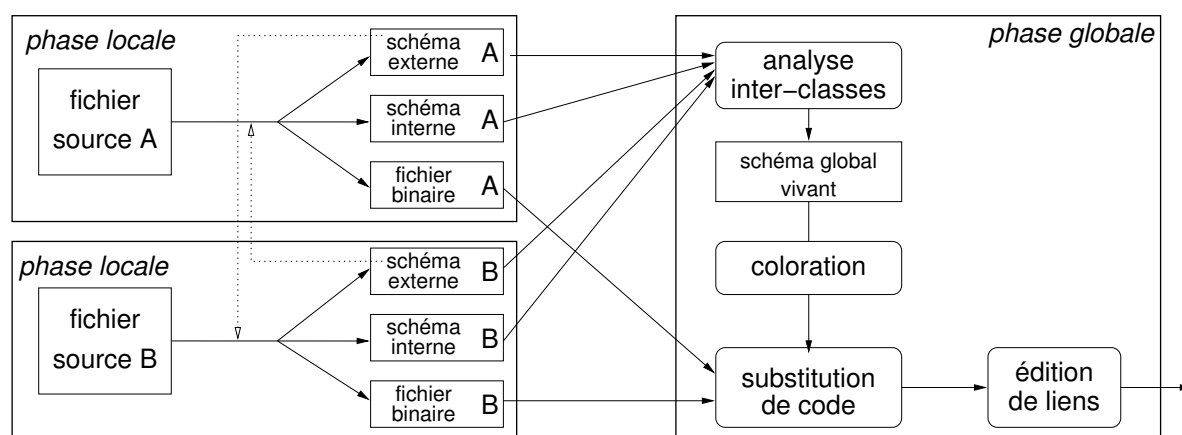 phase locale
fichier
source A
schéma
externe A
schéma
interne A
fichier
binaire A
phase locale
fichier
source B
schéma
externe B
schéma
interne B
fichier
binaire B
phase globale
analyse
inter-classes
schéma global
vivant
coloration
substitution
de code
édition
de liens